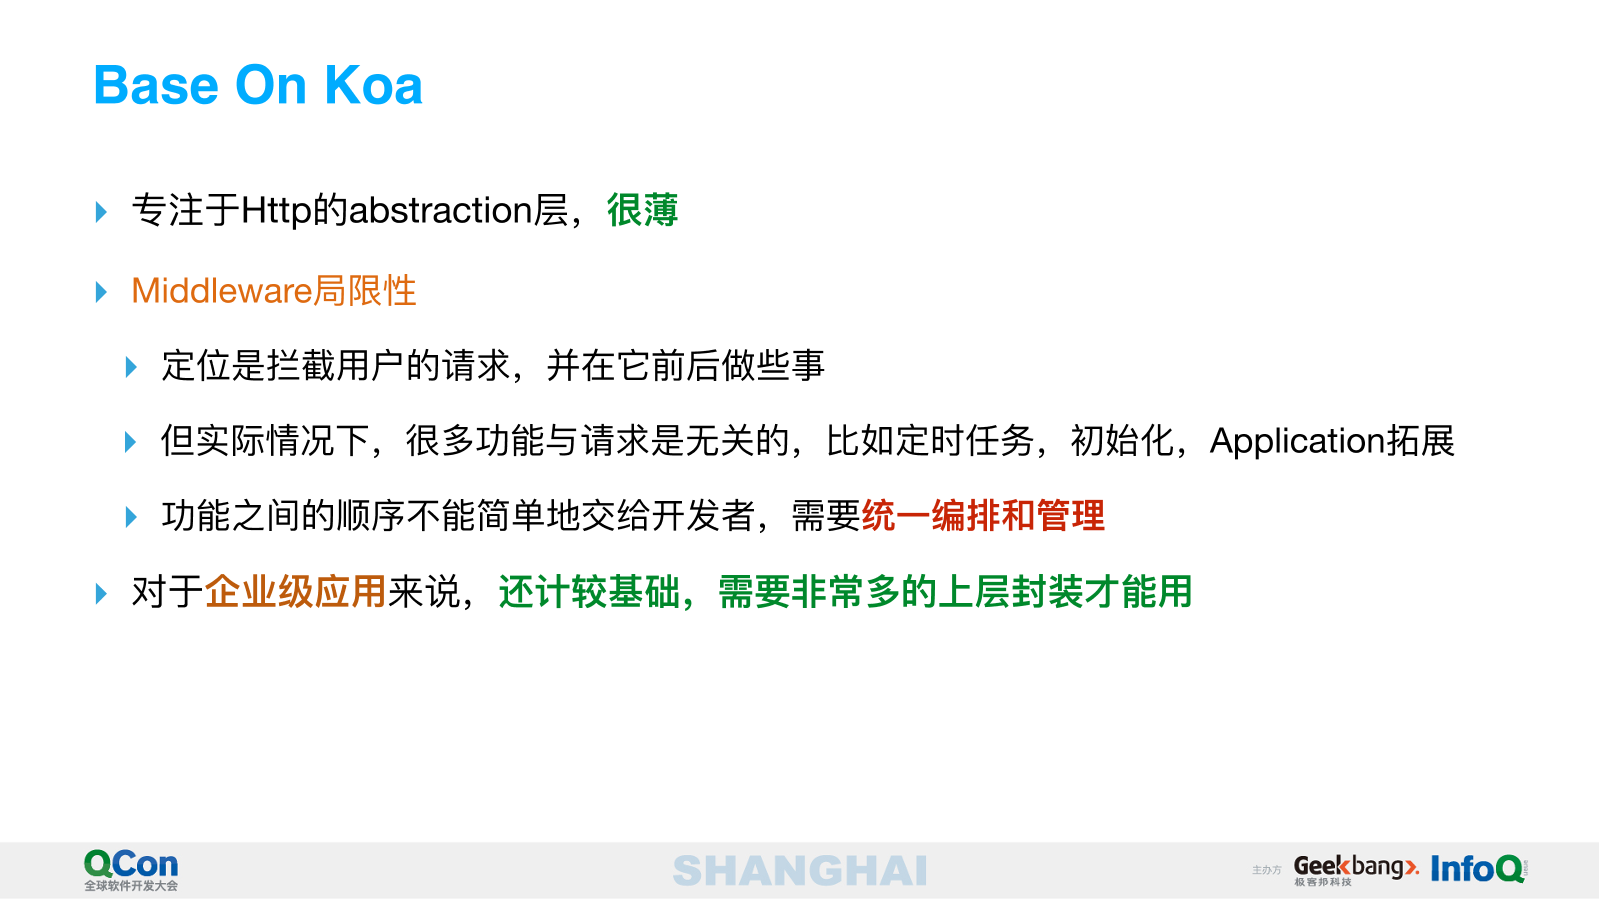 Base On Koa
专注于Http的abstraction层，很薄
Middleware局限性
定位是拦截用户的请求，并在它前后做些事
但实际情况下，很多功能与请求是无关的，比如定时任务，初始化，Application拓展
功能之间的顺序不能简单地交给开发者，需要统一编排和管理
对于企业级应用来说，还计较基础，需要非常多的上层封装才能用
QCon
全球软件开发大会
SHANGHAI
主办方
Geekbang
极客邦科技
InfoQ